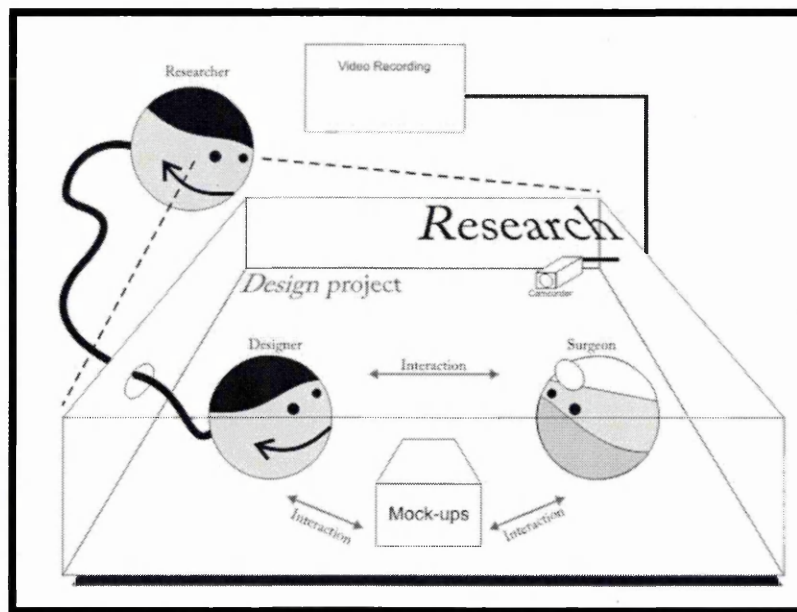 Video Recording
Researcher
Research
Design project
Camcorder
Designer
Interaction
Surgeon
Mock-ups
Interaction
Interaction